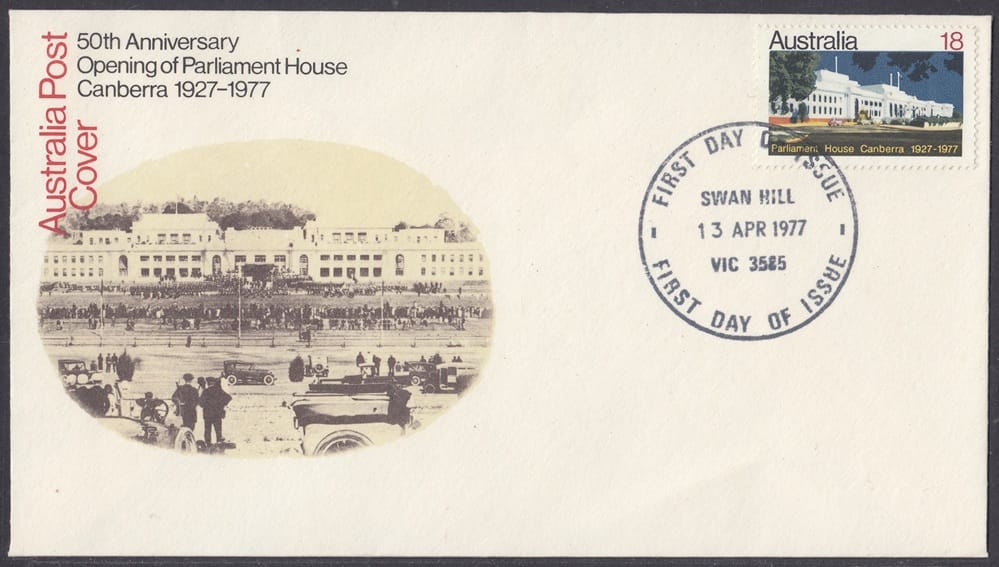 Australia Post
Cover
50th Anniversary
Opening of Parliament House
Canberra 1927-1977
Australia 18
Parliament House Canberra 1927-1977
FIRST DAY OF ISSUE
SWAN HILL
13 APR 1977
VIC 3585
FIRST DAY OF ISSUE